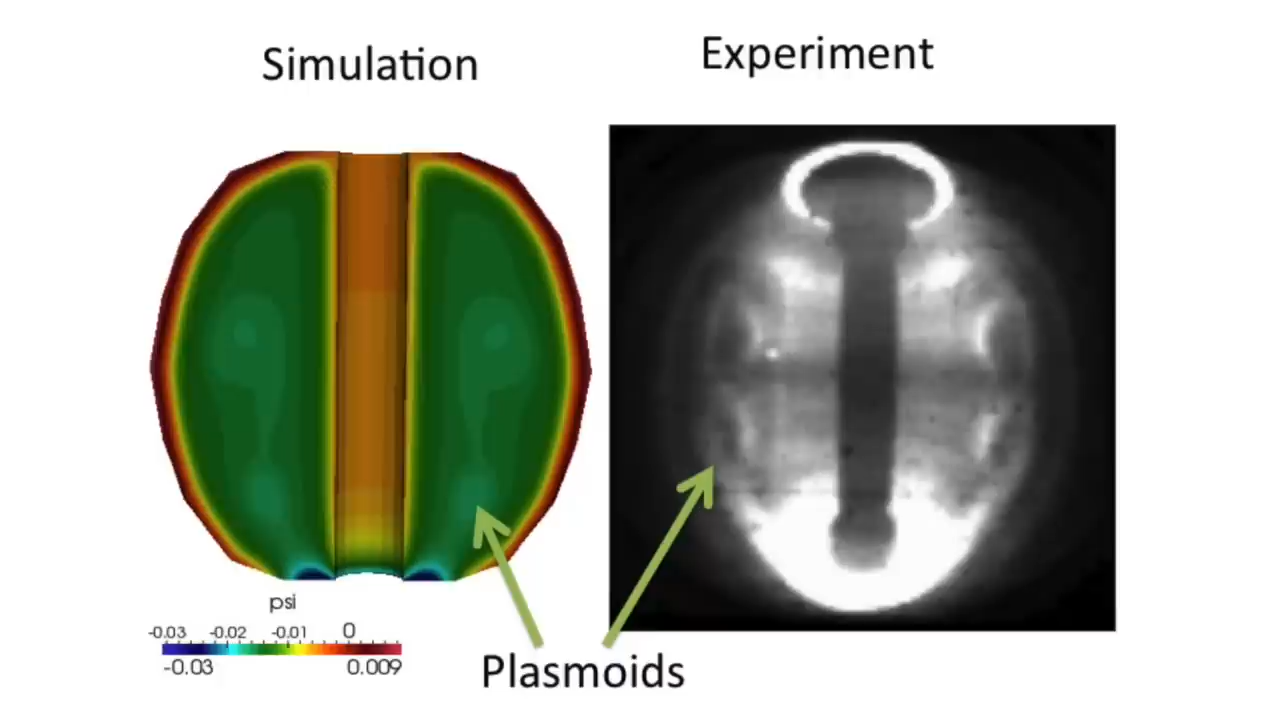 Simulation
Experiment
psi
-0.03 -0.02 -0.01 0
-0.03 0.009
Plasmoids